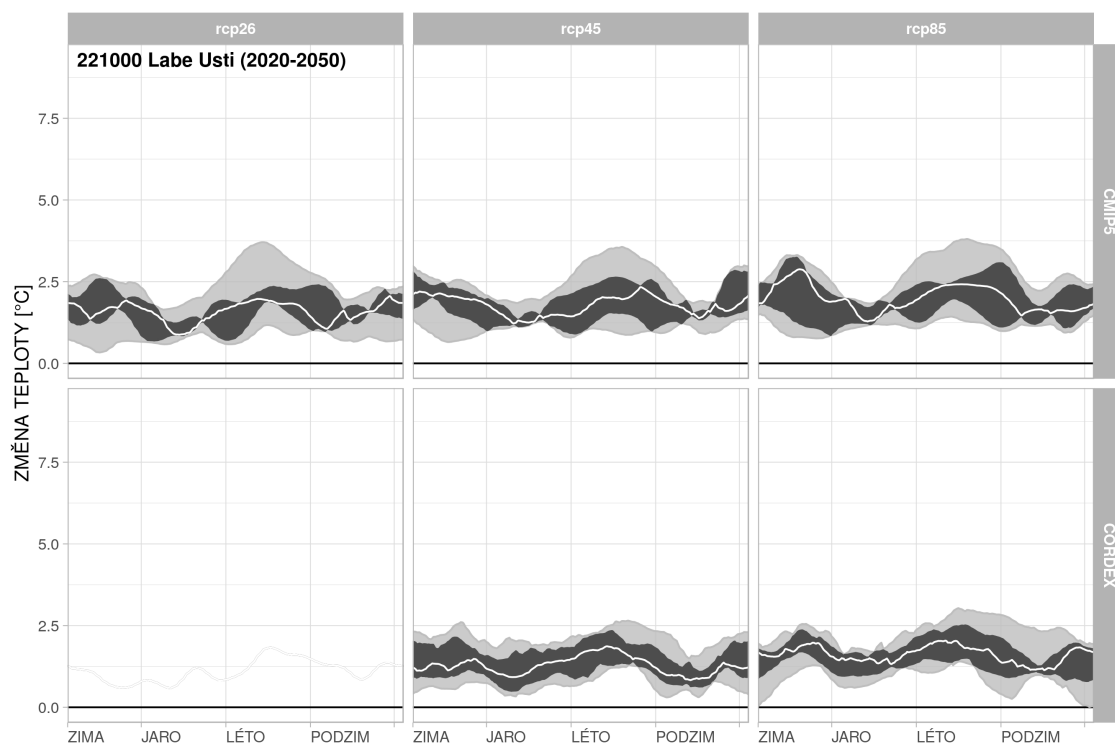 rcp26 rcp45 rcp85
221000 Labe Usti (2020-2050)
ZMĚNA TEPLOTY [°C]
7.5
5.0
2.5
0.0
CMIP5
7.5
5.0
2.5
0.0
CORDEX
ZIMA JARO LÉTO PODZIM ZIMA JARO LÉTO PODZIM ZIMA JARO LÉTO PODZIM